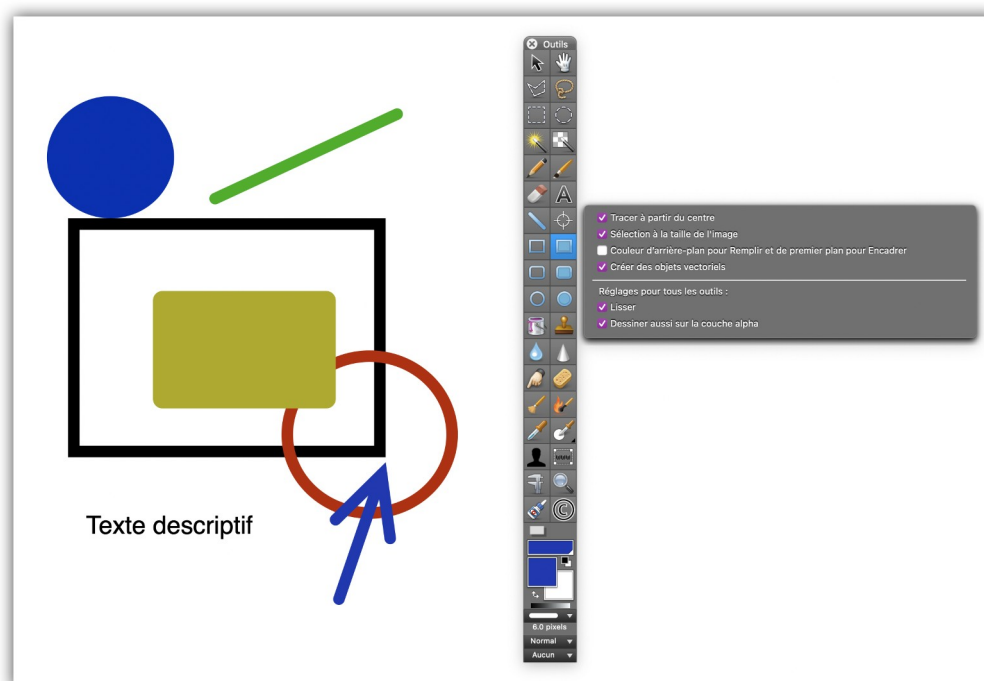 Outils
Tracer à partir du centre
Sélection à la taille de l'image
Couleur d'arrière-plan pour Remplir et de premier plan pour Encadrer
Créer des objets vectoriels
Réglages pour tous les outils :
Lisser
Dessiner aussi sur la couche alpha
Texte descriptif
6.0 pixels
Normal
Aucun